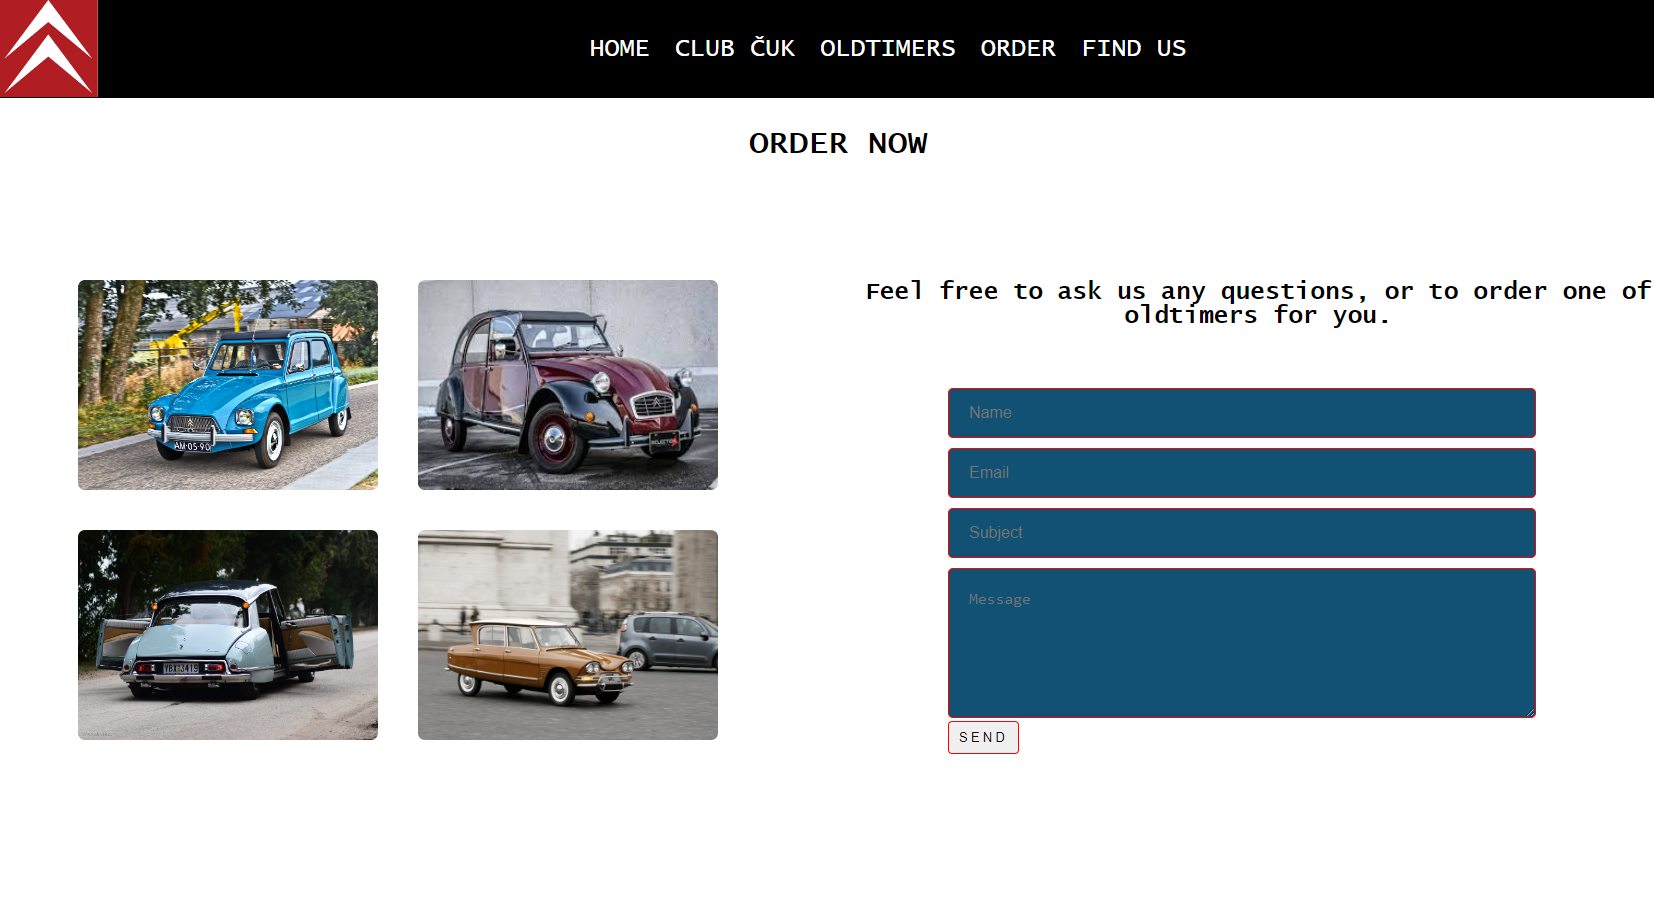 HOME CLUB ČUK OLDTIMERS ORDER FIND US
ORDER NOW
AM-05-90
Feel free to ask us any questions, or to order one of
oldtimers for you.
Name
Email
Subject
Message
SEND